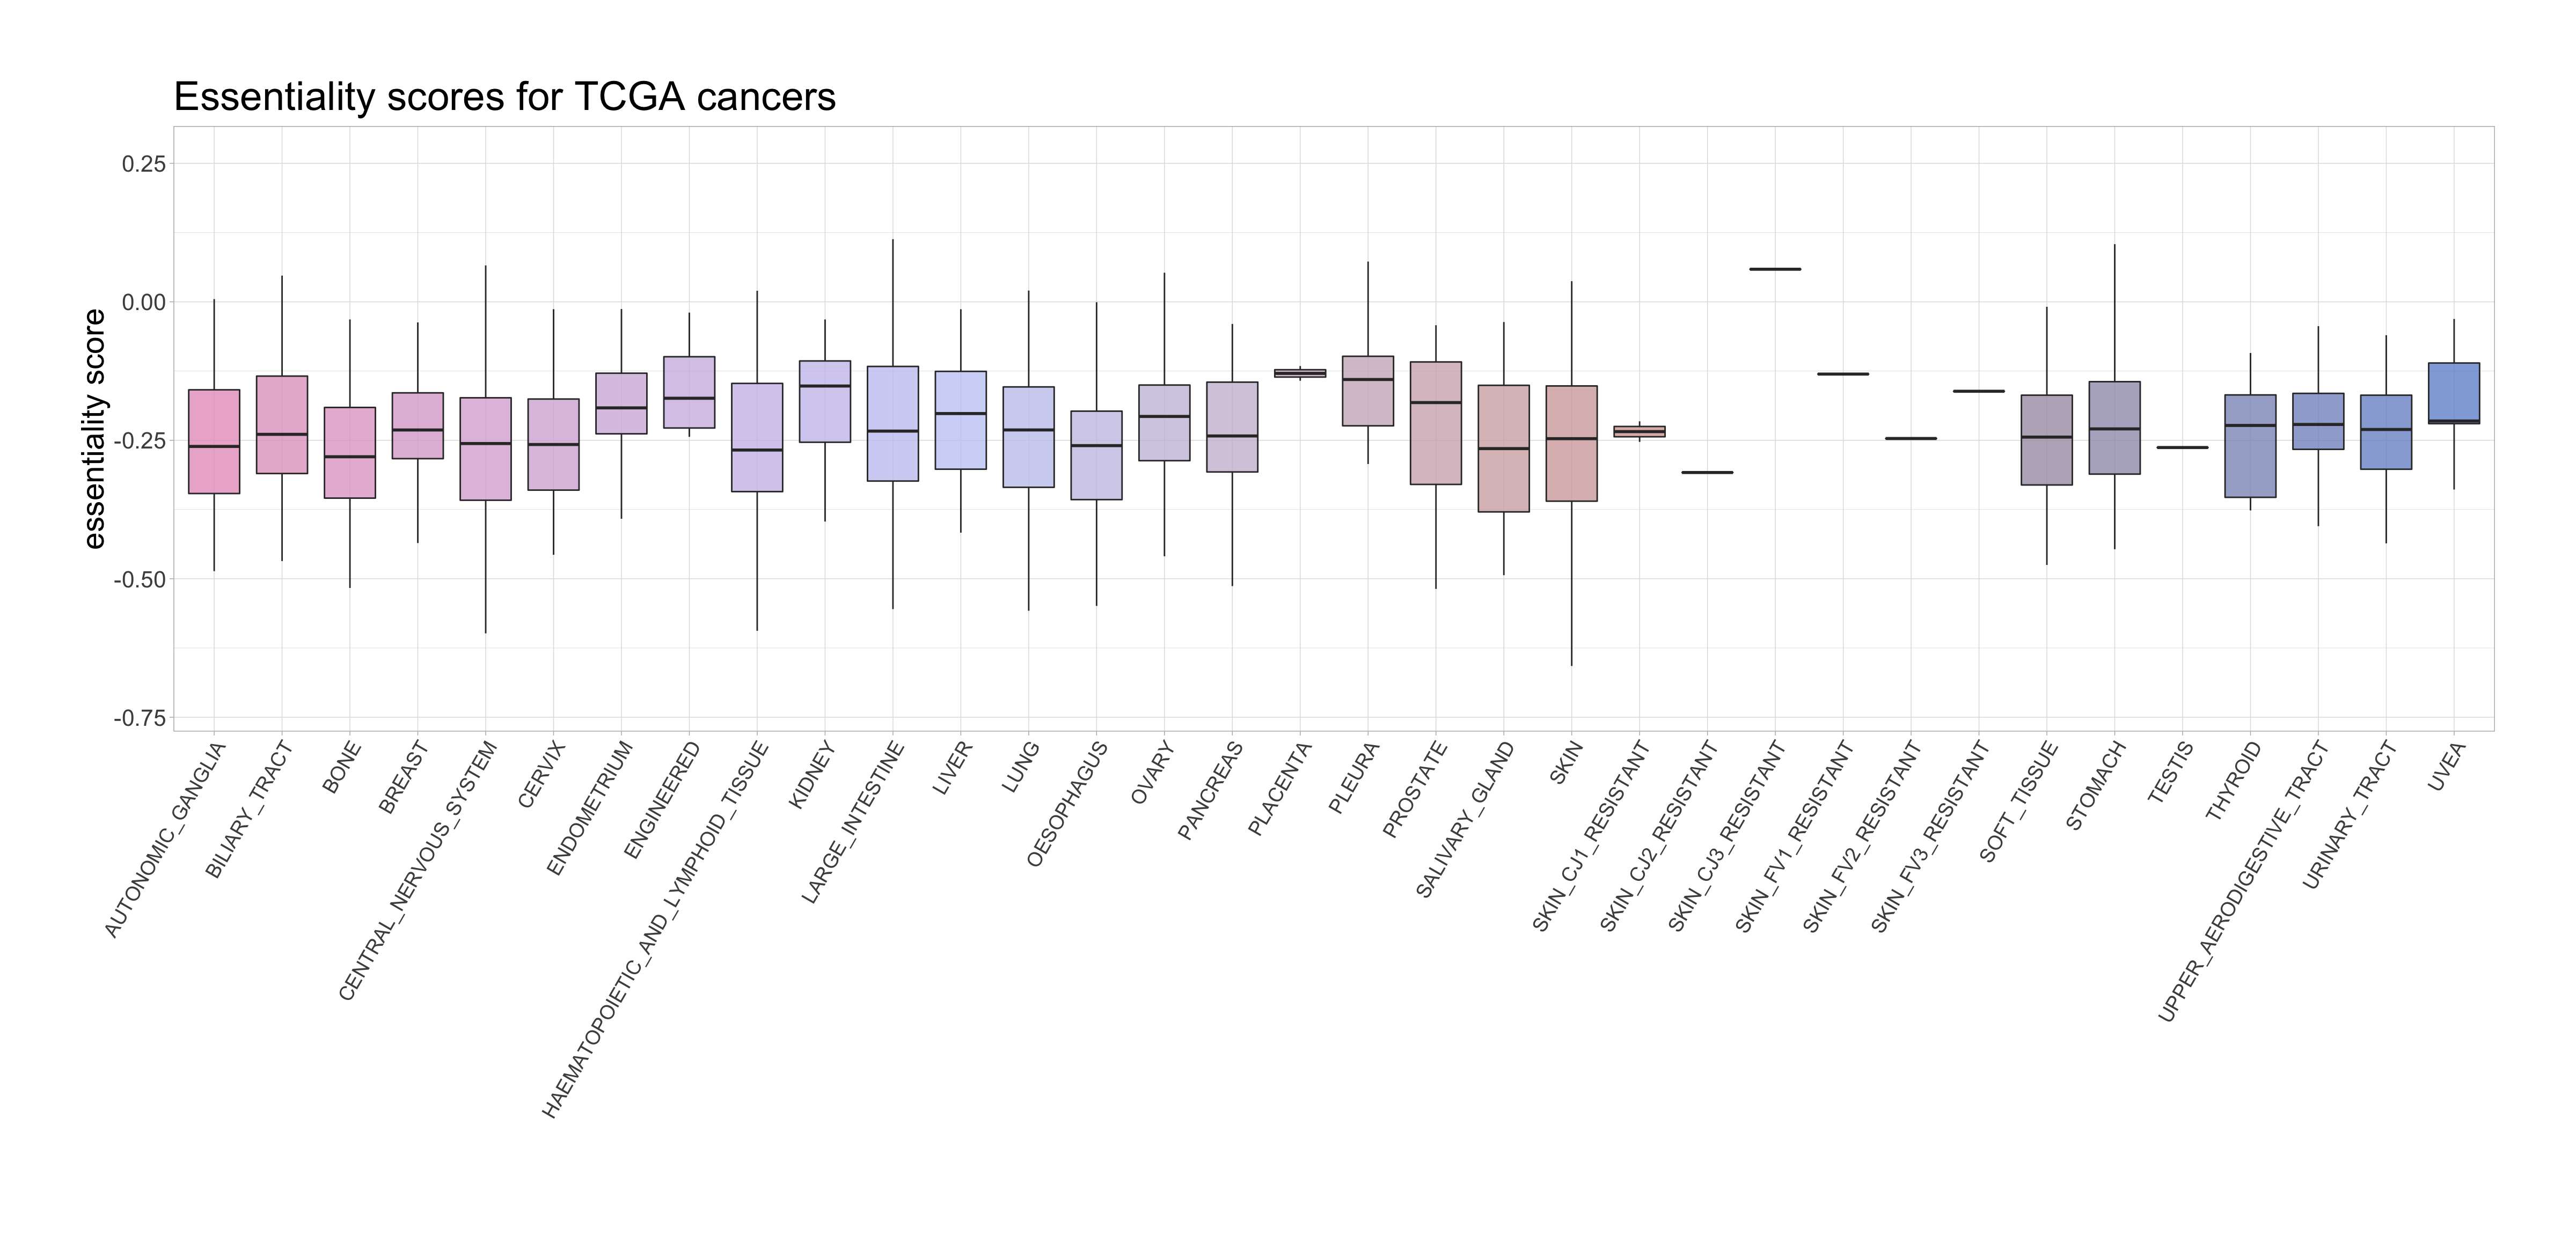 Essentiality scores for TCGA cancers
essentiality score
0.25
0.00
-0.25
-0.50
-0.75
AUTONOMIC_GANGLIA
BILIARY_TRACT
BONE
BREAST
CENTRAL_NERVOUS_SYSTEM
CERVIX
ENDOMETRIUM
ENGINEERED
HAEMATOPOIETIC_AND_LYMPHOID_TISSUE
KIDNEY
LARGE_INTESTINE
LIVER
LUNG
OESOPHAGUS
OVARY
PANCREAS
PLACENTA
PLEURA
PROSTATE
SALIVARY_GLAND
SKIN
SKIN_CJ1_RESISTANT
SKIN_CJ2_RESISTANT
SKIN_CJ3_RESISTANT
SKIN_FV1_RESISTANT
SKIN_FV2_RESISTANT
SKIN_FV3_RESISTANT
SOFT_TISSUE
STOMACH
TESTIS
THYROID
UPPER_AERODIGESTIVE_TRACT
URINARY_TRACT
UVEA